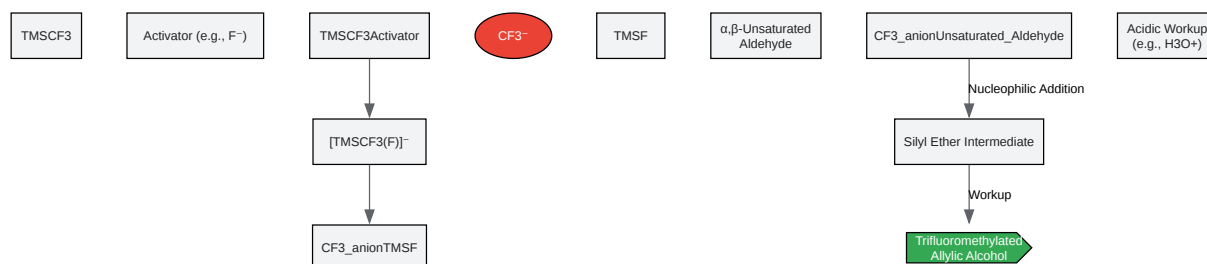 TMSCF3
Activator (e.g., F⁻)
TMSCF3Activator
CF3⁻
TMSF
α,β-Unsaturated
Aldehyde
CF3_anionUnsaturated_Aldehyde
Acidic Workup
(e.g., H3O+)
Nucleophilic Addition
[TMSCF3(F)]⁻
Silyl Ether Intermediate
Workup
CF3_anionTMSF
Trifluoromethylated
Allylic Alcohol